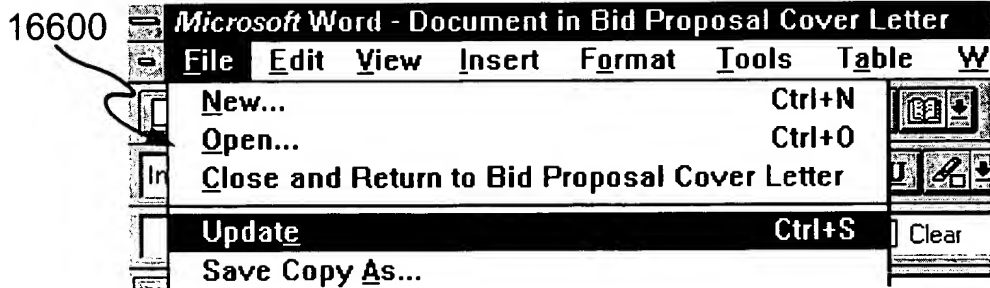 16600
Microsoft Word - Document in Bid Proposal Cover Letter
File Edit View Insert Format Tools Table W
New... Ctrl+N
Open... Ctrl+O
In
Close and Return to Bid Proposal Cover Letter
U
Update Ctrl+S
Clear
Save Copy As...